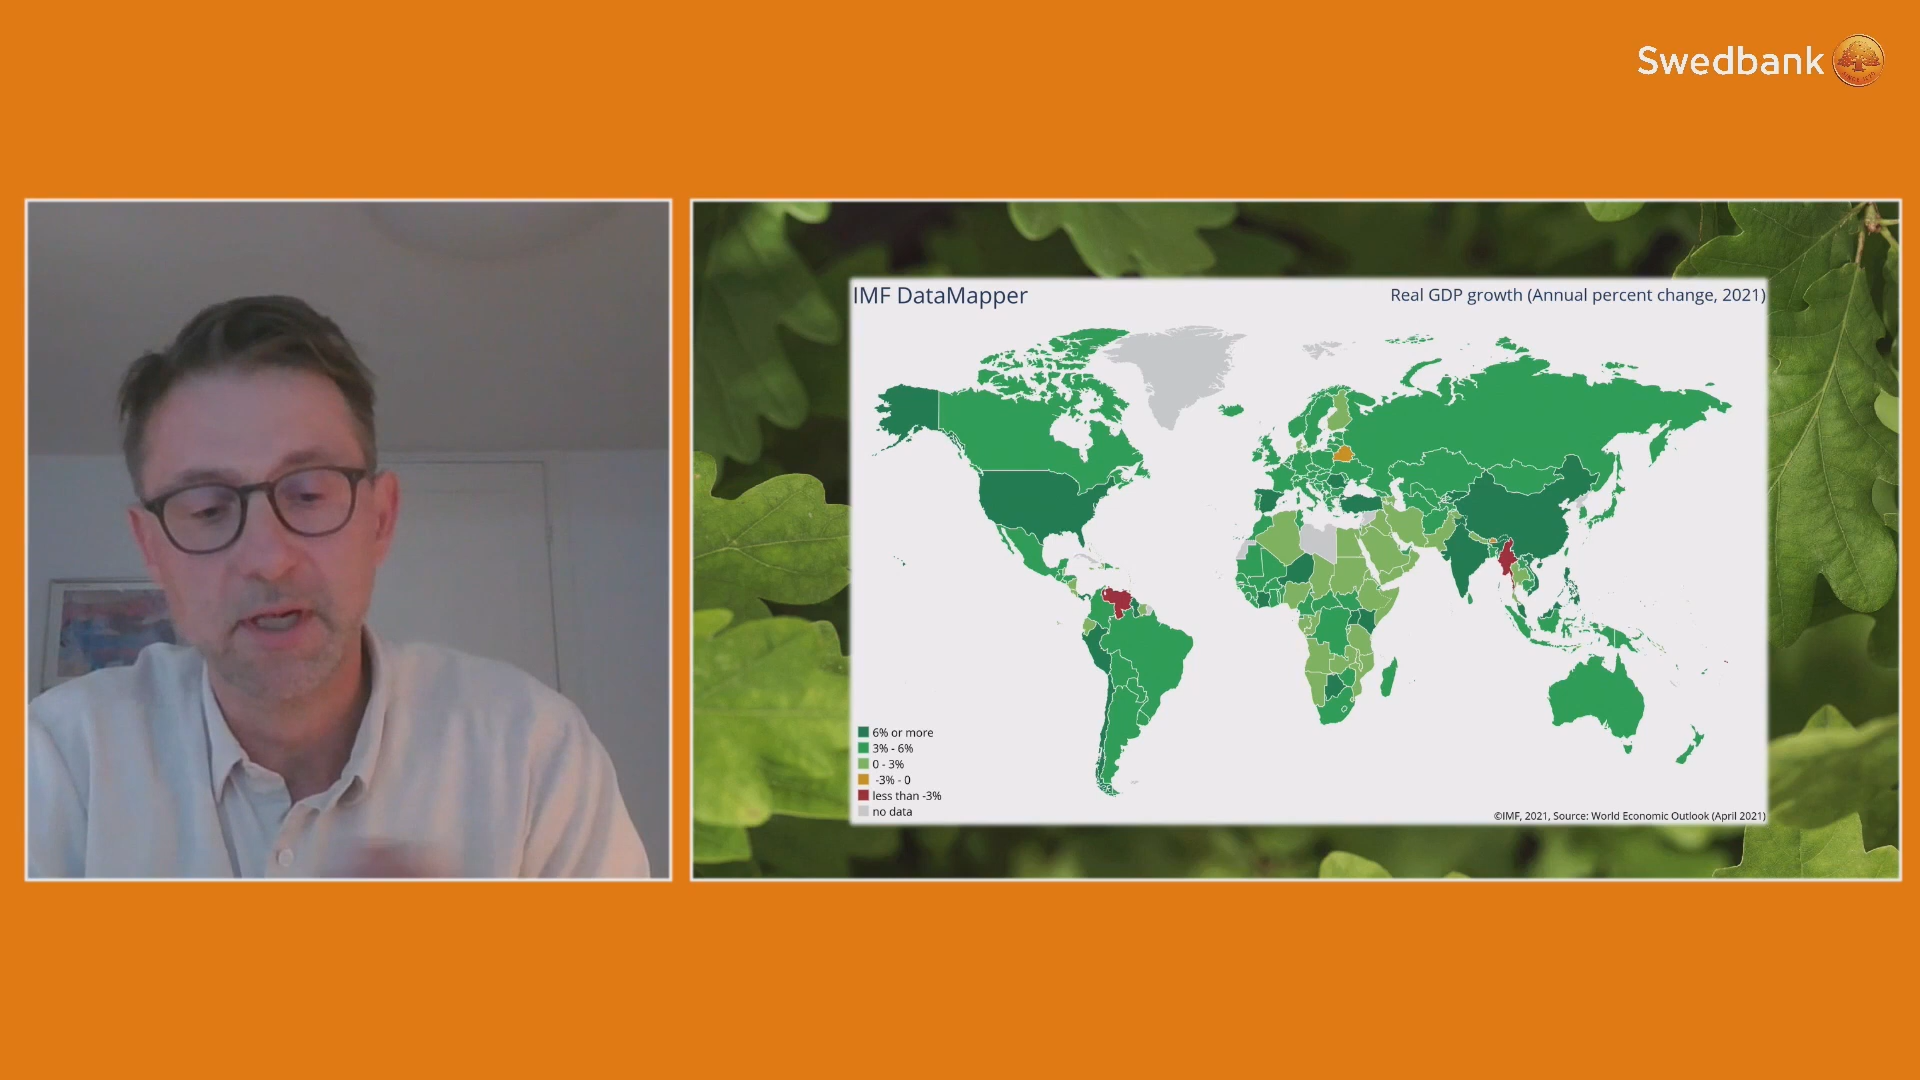 Swedbank
IMF DataMapper
Real GDP growth (Annual percent change, 2021)
6% or more
3% - 6%
0 - 3%
-3% - 0
less than -3%
no data
©IMF, 2021, Source: World Economic Outlook (April 2021)